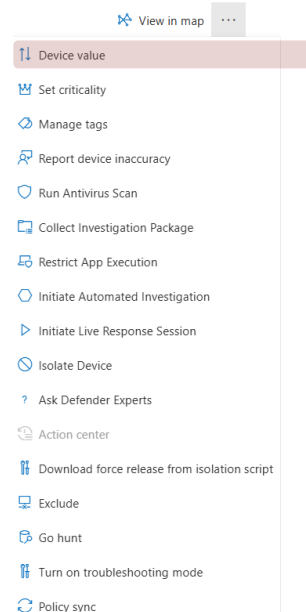 View in map ···
Device value
Set criticality
Manage tags
Report device inaccuracy
Run Antivirus Scan
Collect Investigation Package
Restrict App Execution
Initiate Automated Investigation
Initiate Live Response Session
Isolate Device
? Ask Defender Experts
Action center
Download force release from isolation script
Exclude
Go hunt
Turn on troubleshooting mode
Policy sync